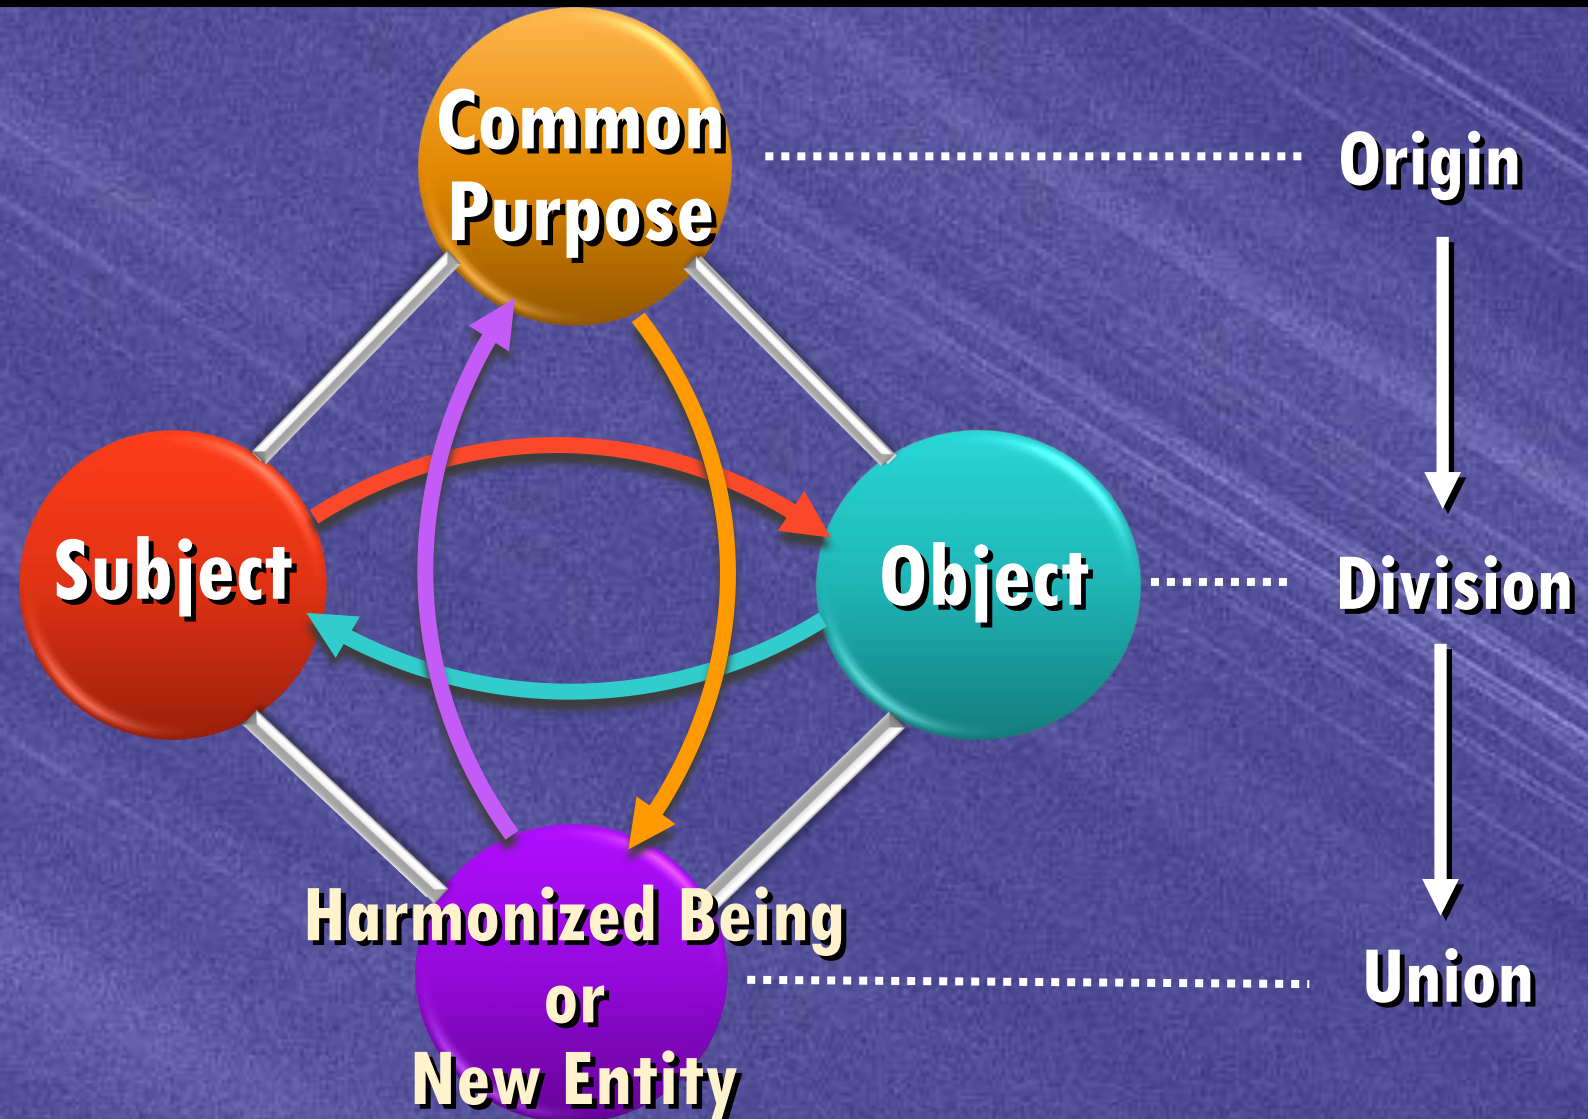 Common
Purpose
Origin
Subject
Object
Division
Harmonized Being
or
New Entity
Union